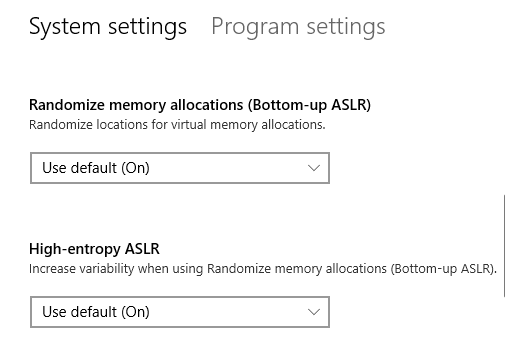 System settings Program settings
Randomize memory allocations (Bottom-up ASLR)
Randomize locations for virtual memory allocations.
Use default (On)
High-entropy ASLR
Increase variability when using Randomize memory allocations (Bottom-up ASLR).
Use default (On)